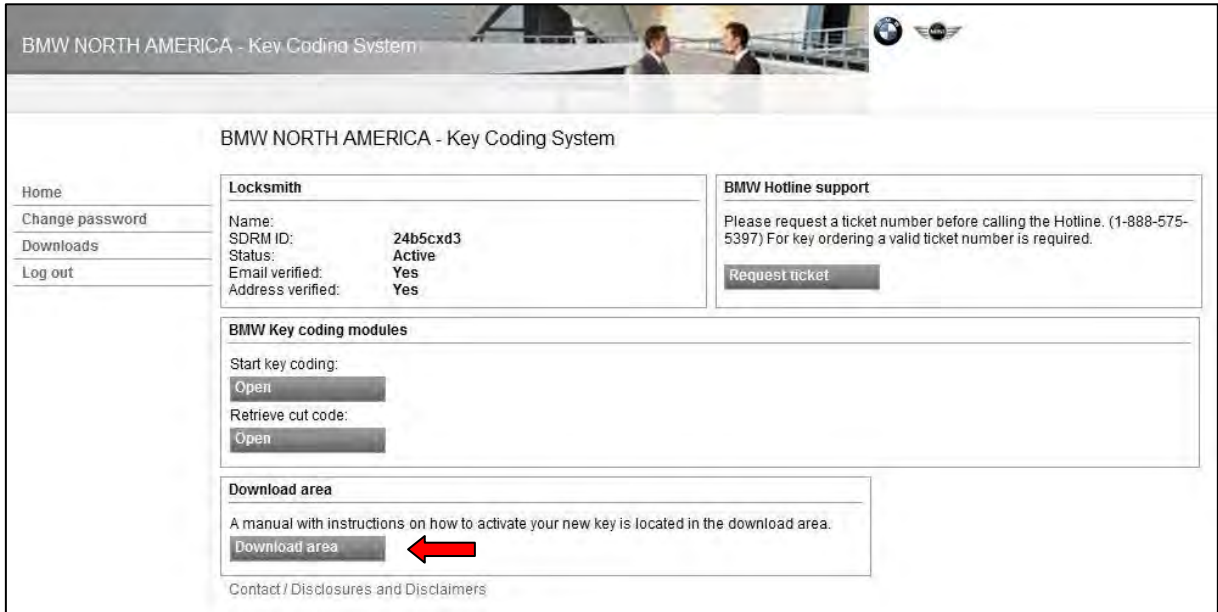 BMW NORTH AMERICA - Key Coding System
MINI
BMW NORTH AMERICA - Key Coding System
Home
Change password
Downloads
Log out
Locksmith
Name:
SDRM ID: 24b5cxd3
Status: Active
Email verified: Yes
Address verified: Yes
BMW Hotline support
Please request a ticket number before calling the Hotline. (1-888-575-
5397) For key ordering a valid ticket number is required.
Request ticket
BMW Key coding modules
Start key coding:
Open
Retrieve cut code:
Open
Download area
A manual with instructions on how to activate your new key is located in the download area.
Download area
Contact / Disclosures and Disclaimers